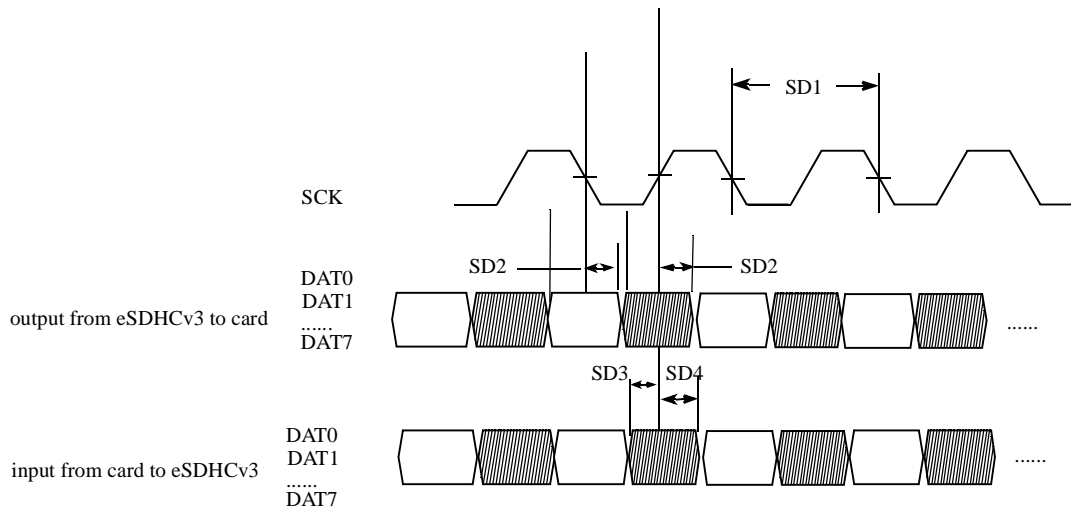 SD1
SCK
SD2
SD2
DAT0
DAT1
......
DAT7
output from eSDHCv3 to card
......
SD3
SD4
DAT0
DAT1
......
DAT7
input from card to eSDHCv3
......